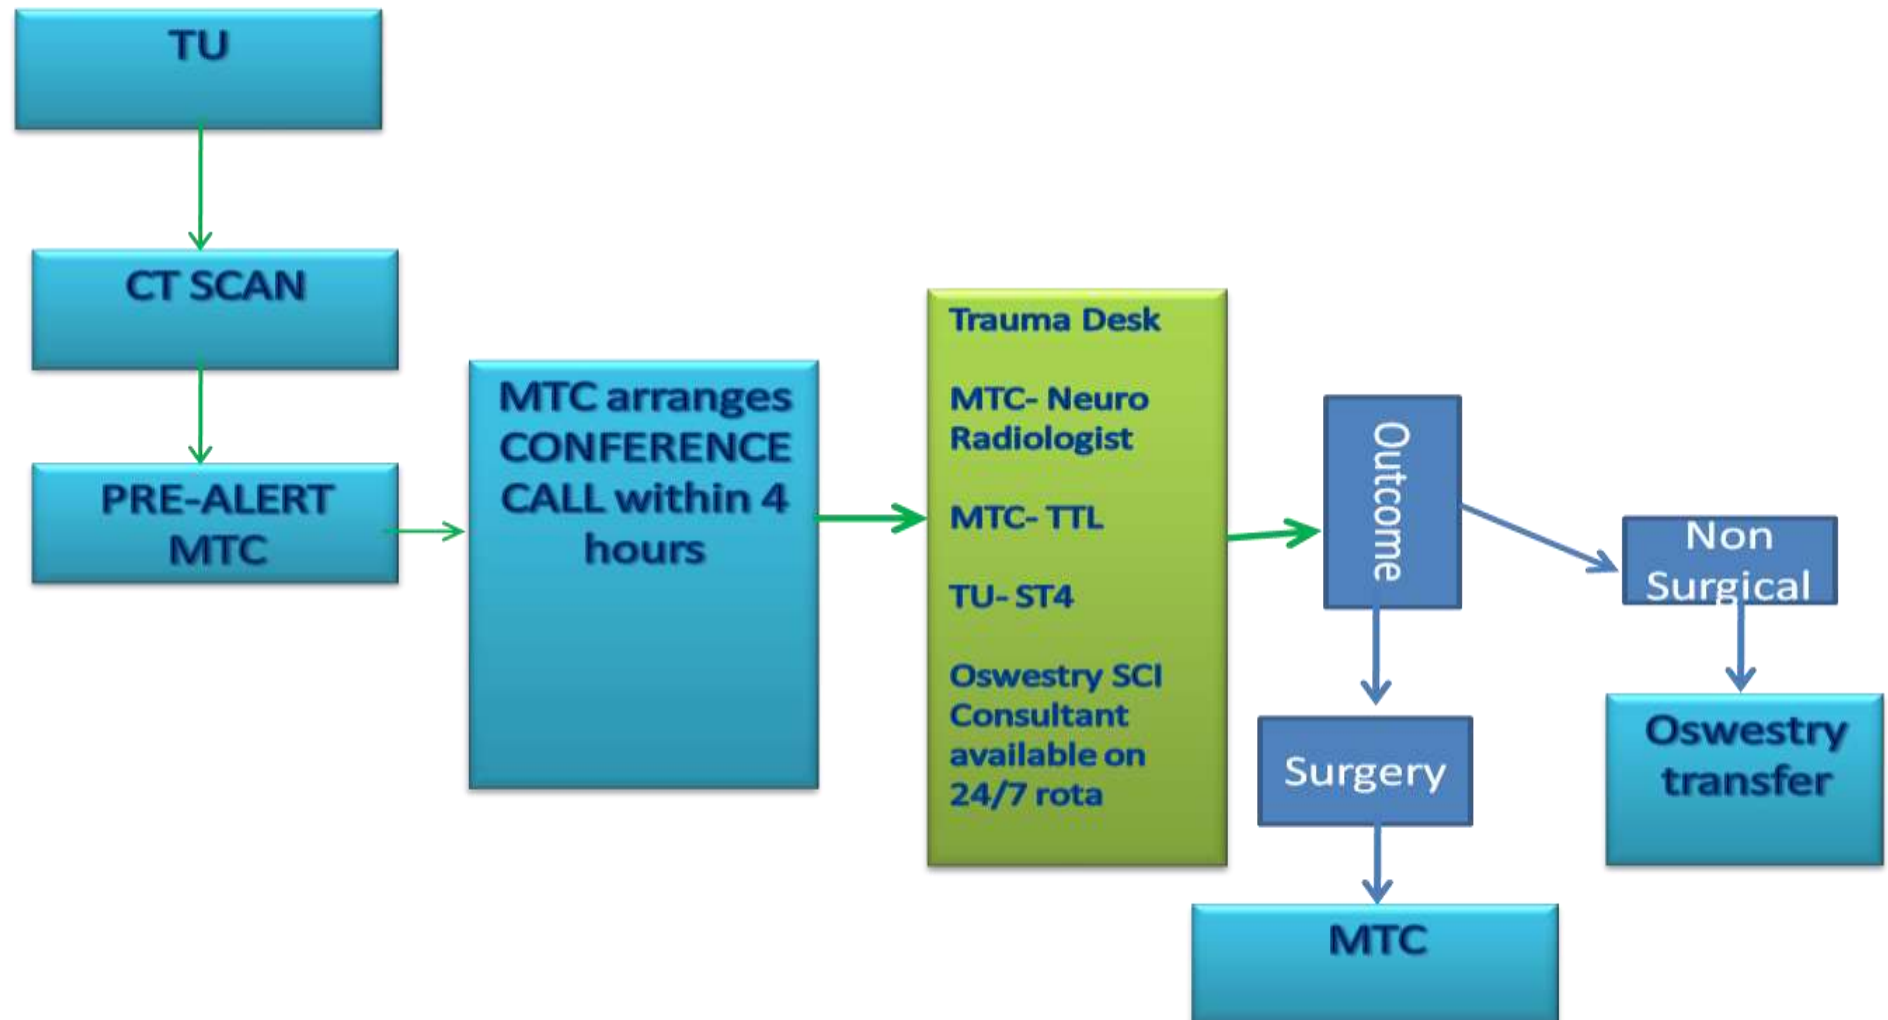 TU
CT SCAN
PRE-ALERT
MTC
MTC arranges
CONFERENCE
CALL within 4
hours
Trauma Desk
MTC- Neuro
Radiologist
MTC- TTL
TU- ST4
Oswestry SCI
Consultant
available on
24/7 rota
Outcome
Non
Surgical
Surgery
Oswestry
transfer
MTC